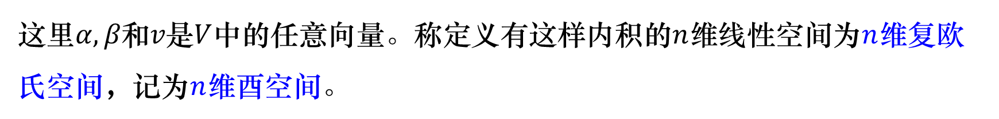 这里α, β和v是V中的任意向量。称定义有这样内积的n维线性空间为n维复欧
氏空间，记为n维酉空间。